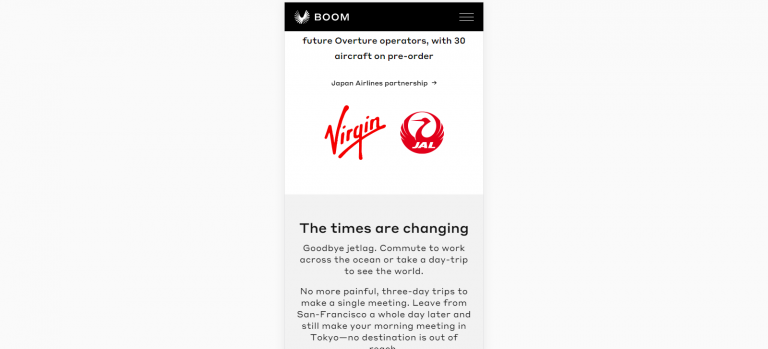 BOOM
future Overture operators, with 30
aircraft on pre-order
Japan Airlines partnership →
Virgin
JAL
The times are changing
Goodbye jetlag. Commute to work
across the ocean or take a day-trip
to see the world.
No more painful, three-day trips to
make a single meeting. Leave from
San-Francisco a whole day later and
still make your morning meeting in
Tokyo—no destination is out of
reach